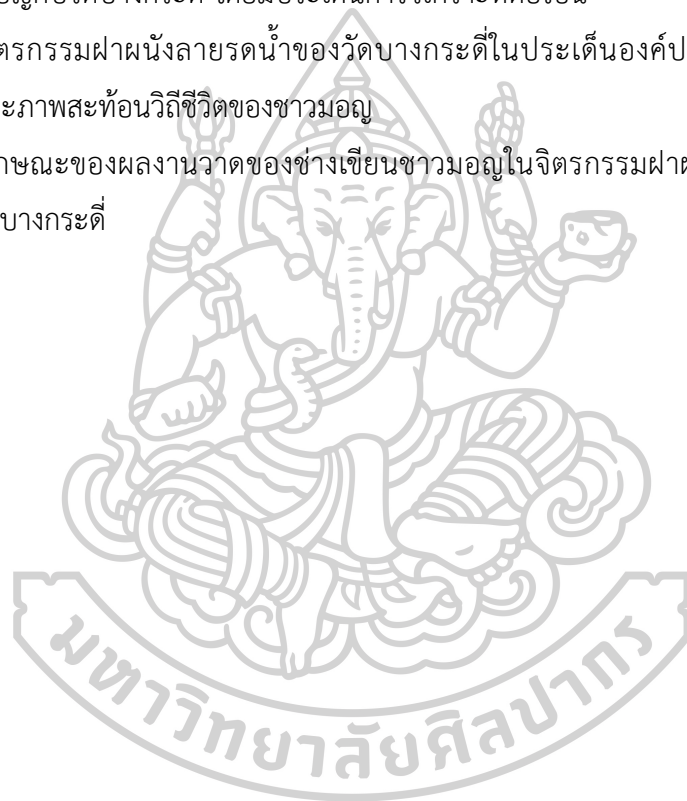 ตรกรรมฝาผนังลายรดน้ำของวัดบางกระดี่ในประเด็นองค์ป
ะภาพสะท้อนวิถีชีวิตของชาวมอญ
กษณะของผลงานวาดของช่างเขียนชาวมอญในจิตรกรรมฝาผ
บางกระดี่
มหาวิทยาลัยศิลปากร